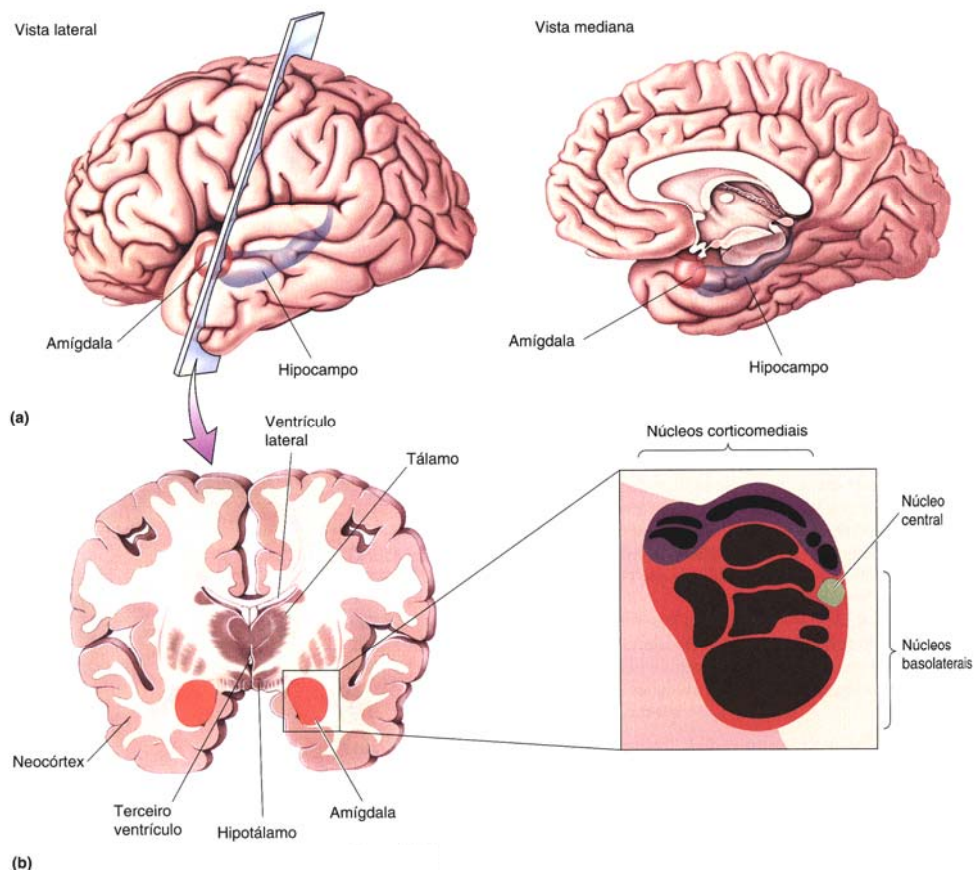 Vista lateral
Vista mediana
Amígdala
Hipocampo
Amígdala
Hipocampo
(a)
Ventrículo
lateral
Tálamo
Núcleos corticomediais
Núcleo
central
Núcleos
basolaterais
Neocórtex
Terceiro
ventrículo
Hipotálamo
Amígdala
(b)